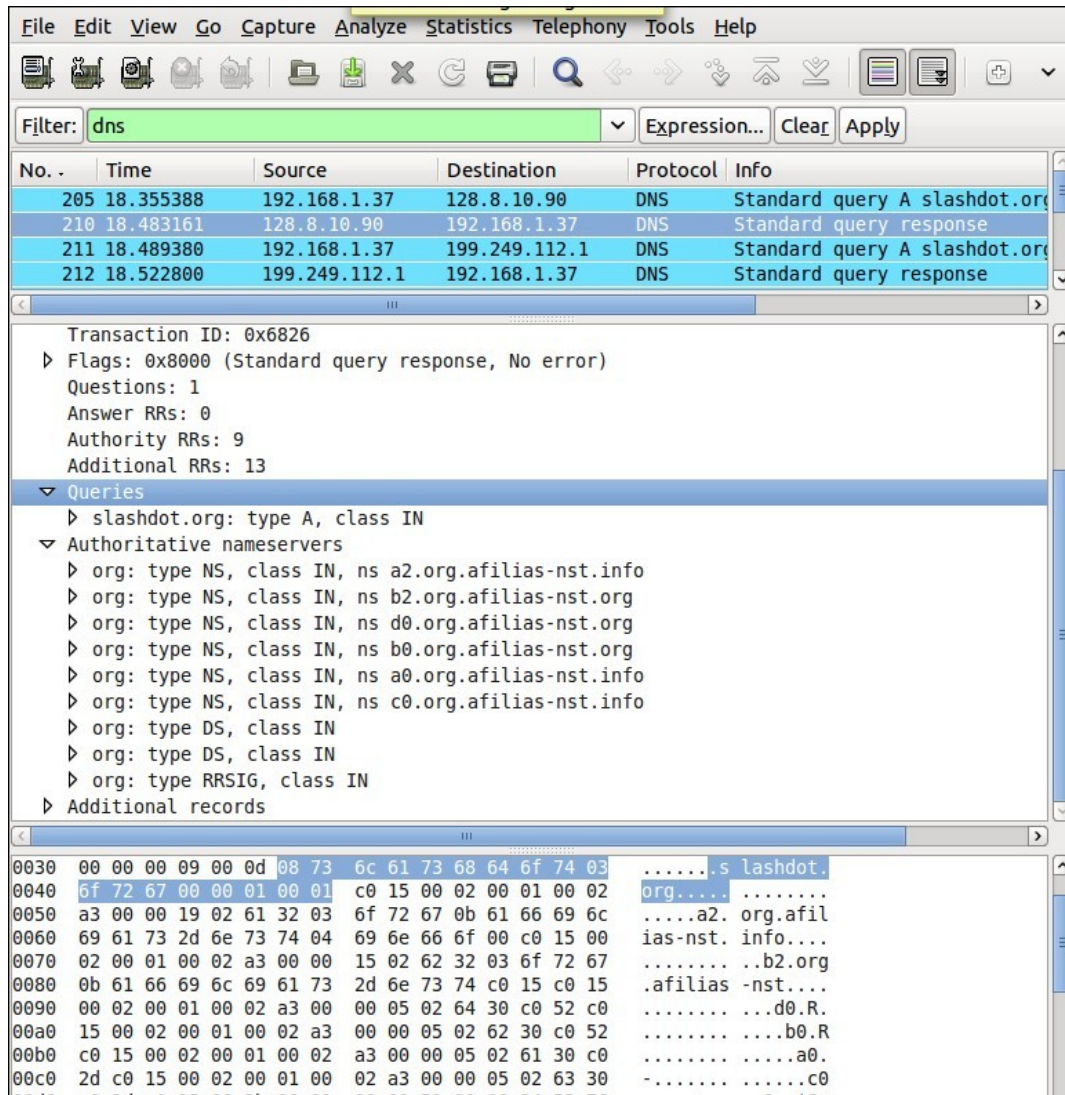 File Edit View Go Capture Analyze Statistics Telephony Tools Help
Filter: dns Expression... Clear Apply
No. . Time Source Destination Protocol Info
205 18.355388 192.168.1.37 128.8.10.90 DNS Standard query A slashdot.org
210 18.483161 128.8.10.90 192.168.1.37 DNS Standard query response
211 18.489380 192.168.1.37 199.249.112.1 DNS Standard query A slashdot.org
212 18.522800 199.249.112.1 192.168.1.37 DNS Standard query response
Transaction ID: 0x6826
Flags: 0x8000 (Standard query response, No error)
Questions: 1
Answer RRs: 0
Authority RRs: 9
Additional RRs: 13
Queries
slashdot.org: type A, class IN
Authoritative nameservers
org: type NS, class IN, ns a2.org.afilias-nst.info
org: type NS, class IN, ns b2.org.afilias-nst.org
org: type NS, class IN, ns d0.org.afilias-nst.org
org: type NS, class IN, ns b0.org.afilias-nst.org
org: type NS, class IN, ns a0.org.afilias-nst.info
org: type NS, class IN, ns c0.org.afilias-nst.info
org: type DS, class IN
org: type DS, class IN
org: type RRSIG, class IN
Additional records
0030 00 00 00 09 00 0d 08 73 6c 61 73 68 64 6f 74 03 .......s lashdot.
0040 6f 72 67 00 00 01 00 01 c0 15 00 02 00 01 00 02 org..... ........
0050 a3 00 00 19 02 61 32 03 6f 72 67 0b 61 66 69 6c .....a2. org.afil
0060 69 61 73 2d 6e 73 74 04 69 6e 66 6f 00 c0 15 00 ias-nst. info....
0070 02 00 01 00 02 a3 00 00 15 02 62 32 03 6f 72 67 ........ ..b2.org
0080 0b 61 66 69 6c 69 61 73 2d 6e 73 74 c0 15 c0 15 .afilias -nst....
0090 00 02 00 01 00 02 a3 00 00 05 02 64 30 c0 52 c0 ........ ...d0.R.
00a0 15 00 02 00 01 00 02 a3 00 00 05 02 62 30 c0 52 ........ ....b0.R
00b0 c0 15 00 02 00 01 00 02 a3 00 00 05 02 61 30 c0 ........ .....a0.
00c0 2d c0 15 00 02 00 01 00 02 a3 00 00 05 02 63 30 -....... ......c0